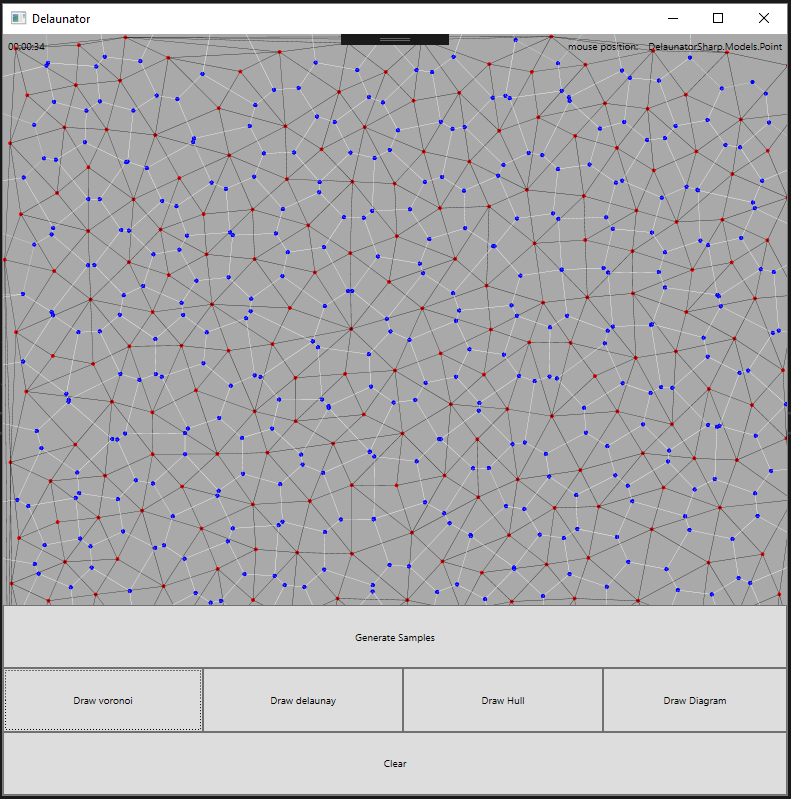 Delaunator
00:00:34 mouse position: DelaunatorSharp.Models.Point
Generate Samples
Draw voronoi Draw delaunay Draw Hull Draw Diagram
Clear